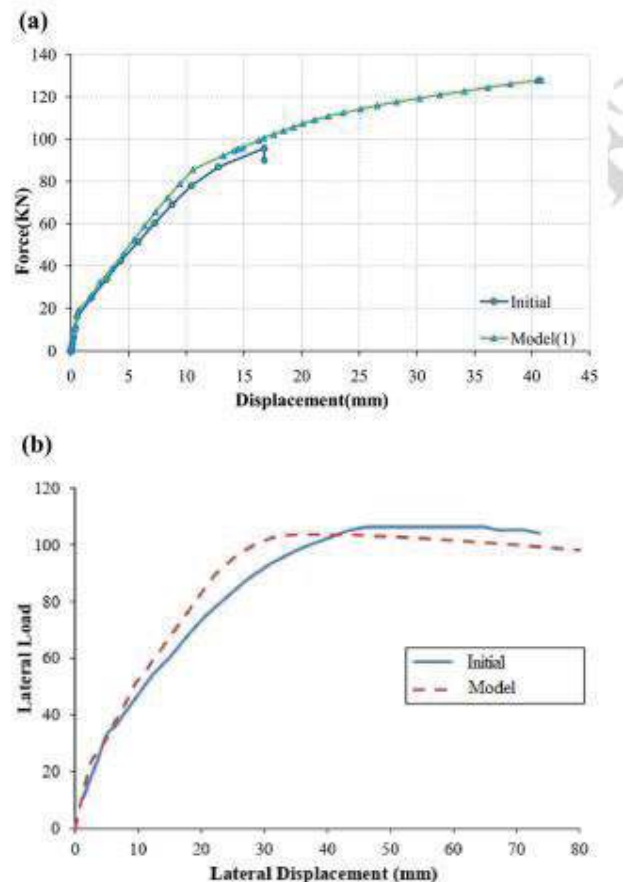 (a)
140
120
100
80
60
40
20
0
Force(KN)
Initial
Model(1)
0 5 10 15 20 25 30 35 40 45
Displacement(mm)
(b)
120
100
80
60
40
20
0
Lateral Load
Initial
Model
0 10 20 30 40 50 60 70 80
Lateral Displacement (mm)